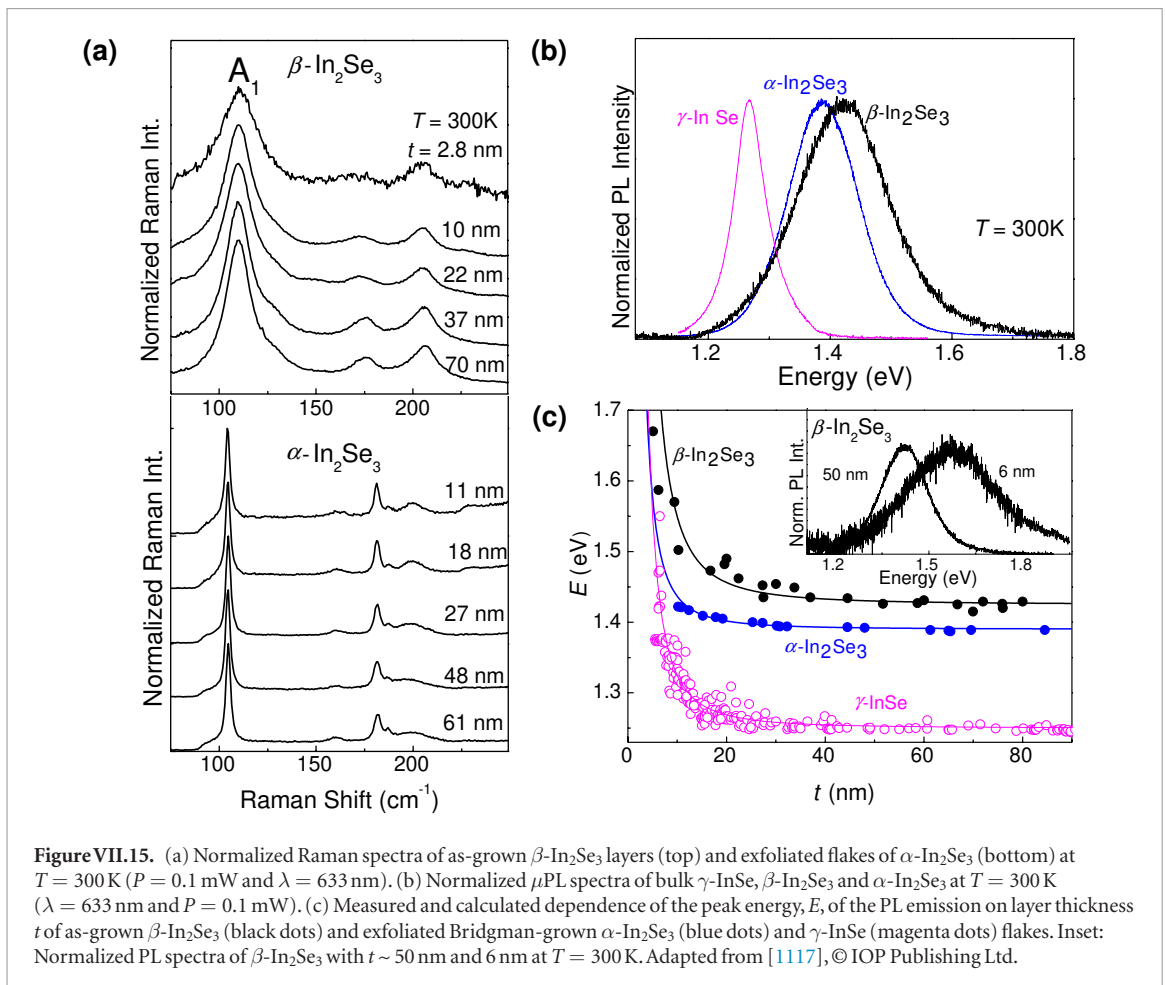 (a)
β-In₂Se₃
A₁
T = 300K
t = 2.8 nm
10 nm
22 nm
37 nm
70 nm
Normalized Raman Int.
100 150 200
α-In₂Se₃
11 nm
18 nm
27 nm
48 nm
61 nm
Normalized Raman Int.
100 150 200
Raman Shift (cm⁻¹)
(b)
α-In₂Se₃
β-In₂Se₃
γ-In Se
T = 300K
Normalized PL Intensity
1.2 1.4 1.6 1.8
Energy (eV)
(c)
1.7
1.6
1.5
1.4
1.3
E (eV)
β-In₂Se₃
α-In₂Se₃
γ-InSe
0 20 40 60 80
t (nm)
β-In₂Se₃
50 nm
6 nm
Norm. PL Int.
1.2 1.5 1.8
Energy (eV)
Figure VII.15. (a) Normalized Raman spectra of as-grown β-In₂Se₃ layers (top) and exfoliated flakes of α-In₂Se₃ (bottom) at
T = 300 K (P = 0.1 mW and λ = 633 nm). (b) Normalized μPL spectra of bulk γ-InSe, β-In₂Se₃ and α-In₂Se₃ at T = 300 K
(λ = 633 nm and P = 0.1 mW). (c) Measured and calculated dependence of the peak energy, E, of the PL emission on layer thickness
t of as-grown β-In₂Se₃ (black dots) and exfoliated Bridgman-grown α-In₂Se₃ (blue dots) and γ-InSe (magenta dots) flakes. Inset:
Normalized PL spectra of β-In₂Se₃ with t ~ 50 nm and 6 nm at T = 300 K. Adapted from [1117], © IOP Publishing Ltd.